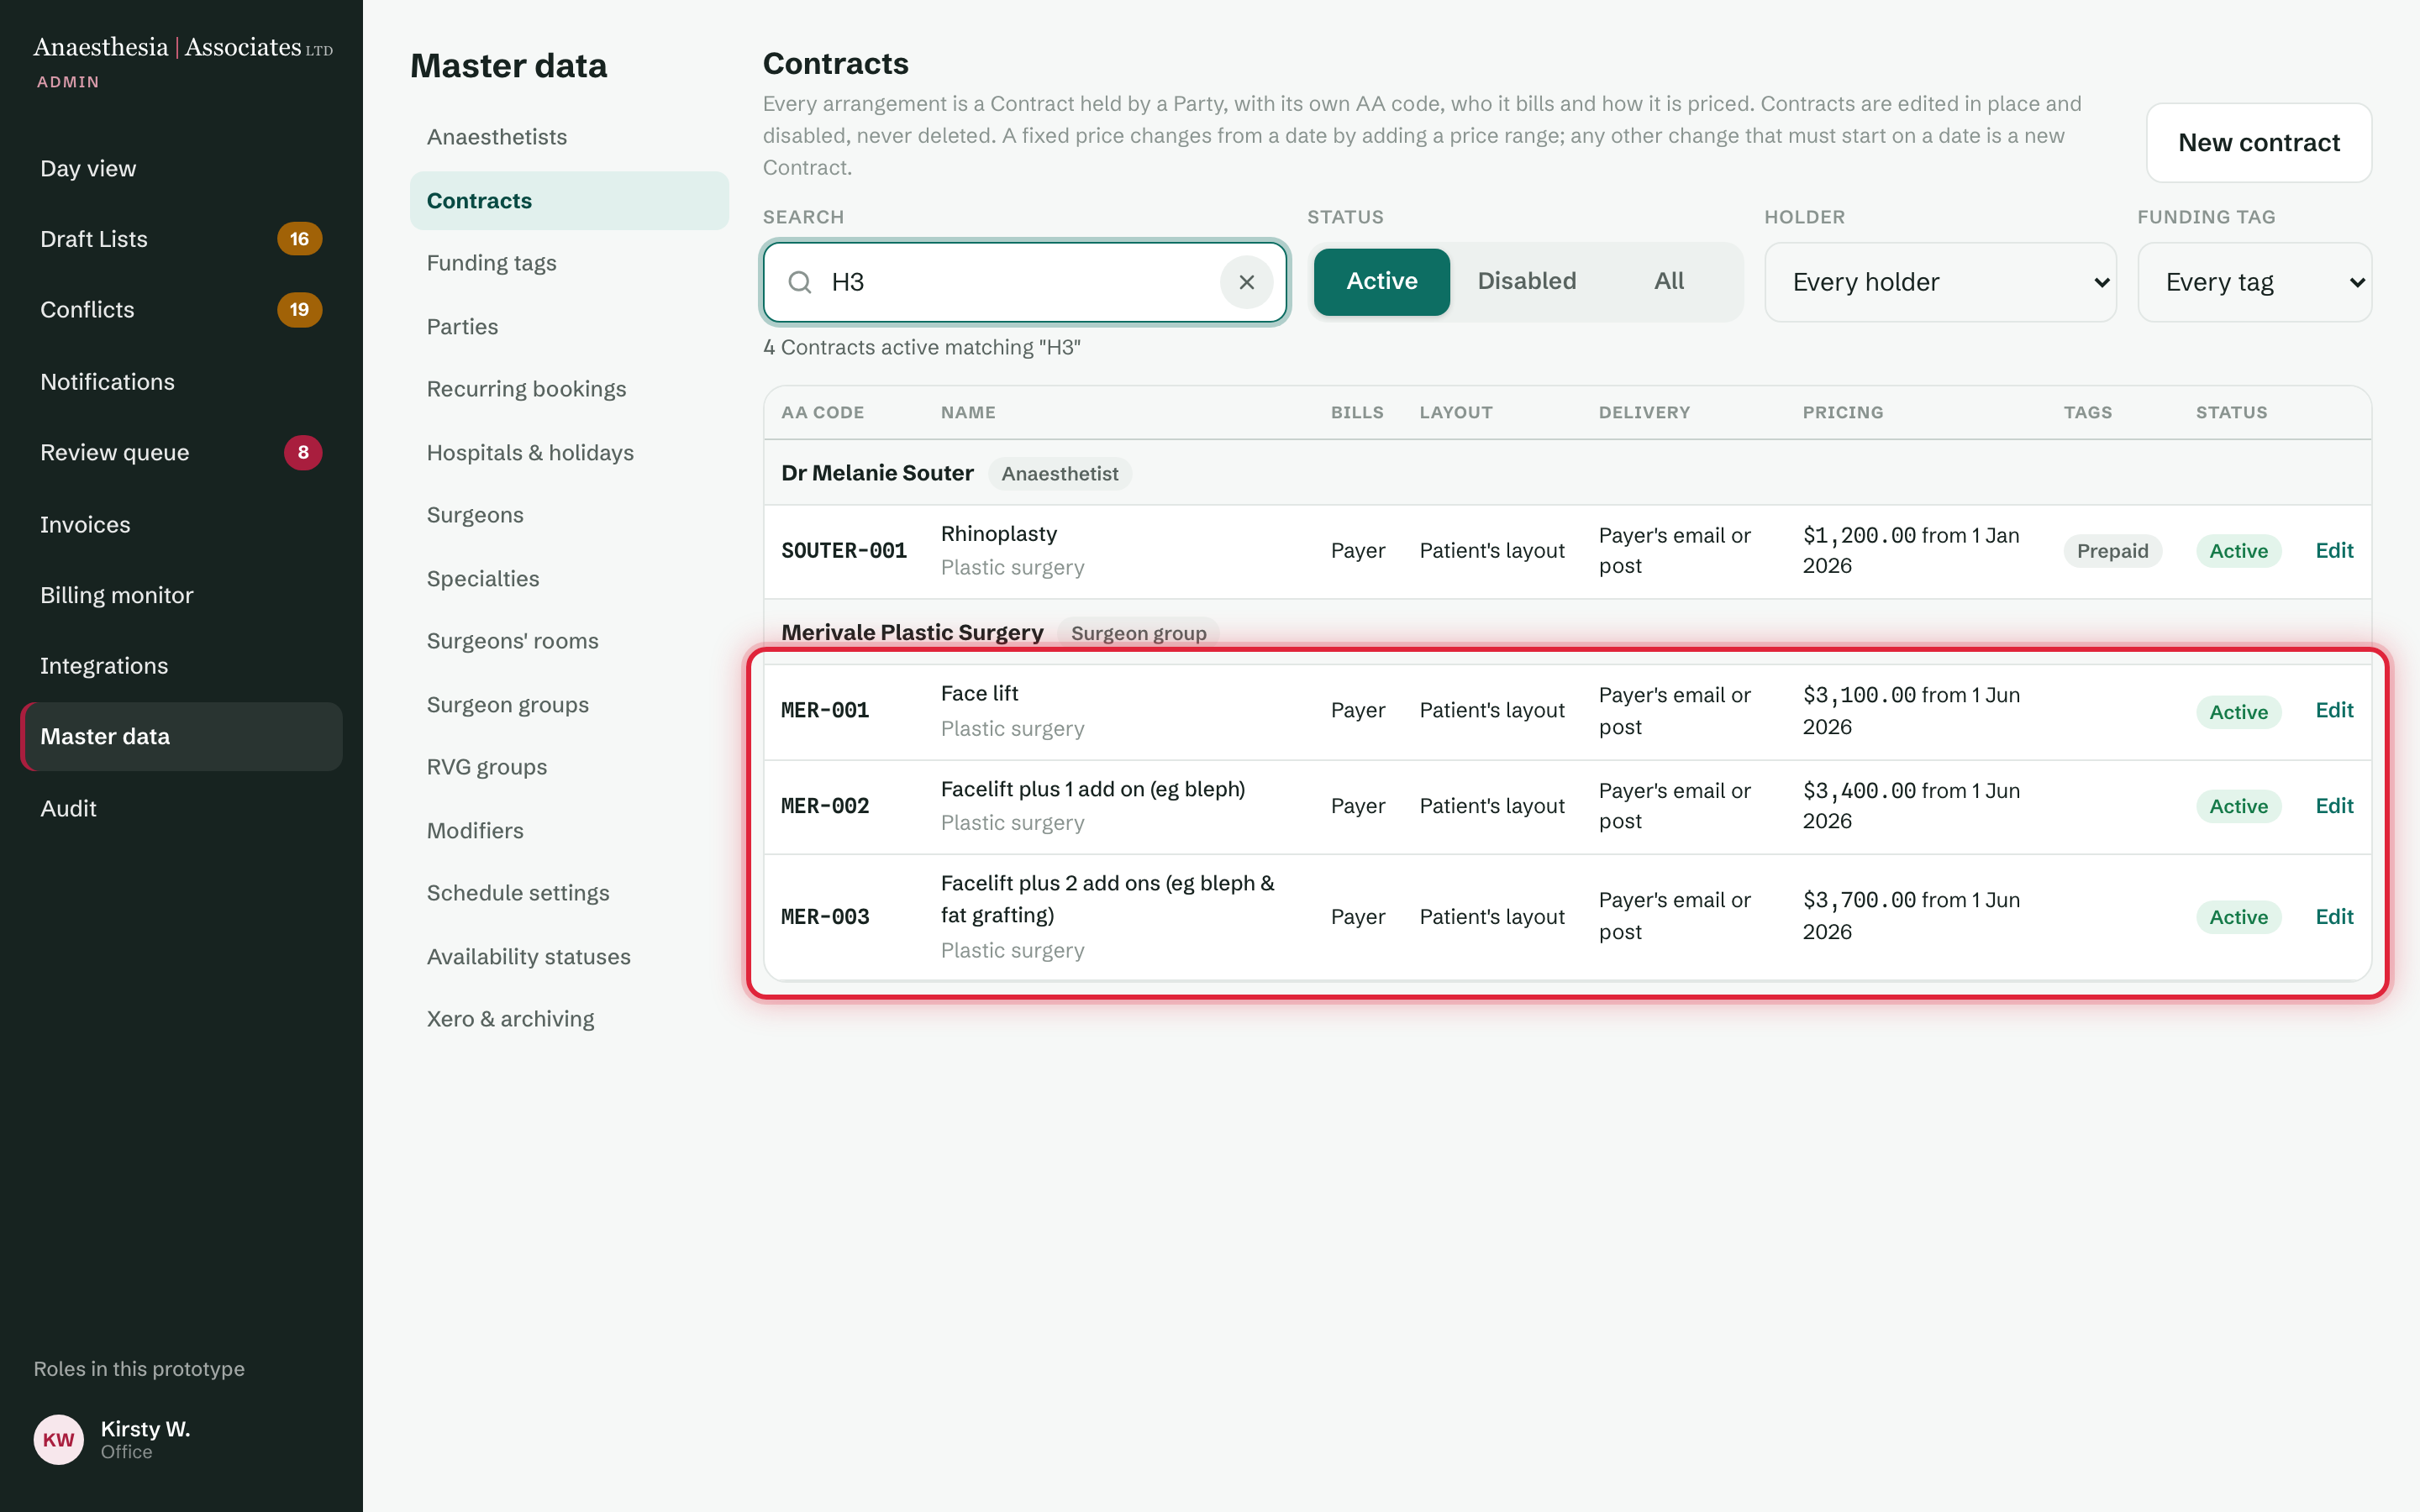 Anaesthesia | Associates LTD
ADMIN
Day view
Draft Lists 16
Conflicts 19
Notifications
Review queue 8
Invoices
Billing monitor
Integrations
Master data
Audit
Roles in this prototype
KW
Kirsty W.
Office
Master data
Anaesthetists
Contracts
Funding tags
Parties
Recurring bookings
Hospitals & holidays
Surgeons
Specialties
Surgeons' rooms
Surgeon groups
RVG groups
Modifiers
Schedule settings
Availability statuses
Xero & archiving
Contracts
Every arrangement is a Contract held by a Party, with its own AA code, who it bills and how it is priced. Contracts are edited in place and
disabled, never deleted. A fixed price changes from a date by adding a price range; any other change that must start on a date is a new
Contract.
New contract
SEARCH STATUS HOLDER FUNDING TAG
H3 Active Disabled All Every holder Every tag
4 Contracts active matching "H3"
AA CODE NAME BILLS LAYOUT DELIVERY PRICING TAGS STATUS
Dr Melanie Souter Anaesthetist
SOUTER-001 Rhinoplasty Payer Patient's layout Payer's email or $1,200.00 from 1 Jan Prepaid Active Edit
Plastic surgery post 2026
Merivale Plastic Surgery Surgeon group
MER-001 Face lift Payer Patient's layout Payer's email or $3,100.00 from 1 Jun Active Edit
Plastic surgery post 2026
MER-002 Facelift plus 1 add on (eg bleph) Payer Patient's layout Payer's email or $3,400.00 from 1 Jun Active Edit
Plastic surgery post 2026
MER-003 Facelift plus 2 add ons (eg bleph & Payer Patient's layout Payer's email or $3,700.00 from 1 Jun Active Edit
fat grafting) post 2026
Plastic surgery